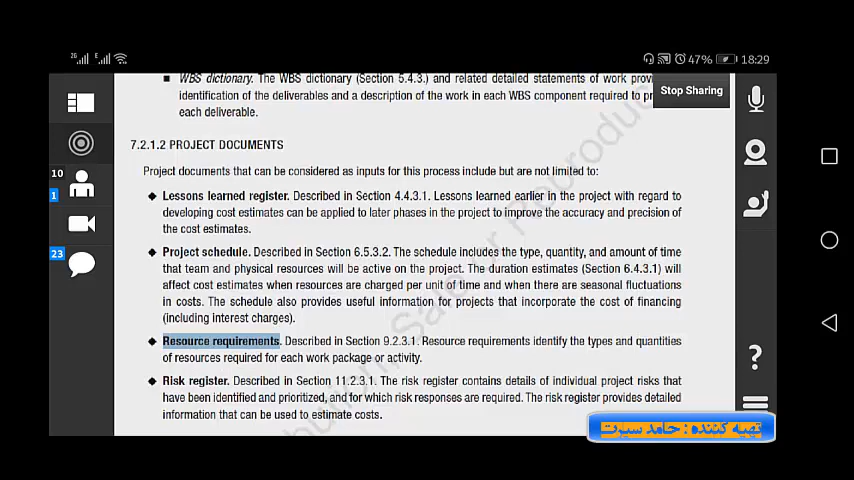 2G E 47% 18:29
WBS dictionary. The WBS dictionary (Section 5.4.3.) and related detailed statements of work
identification of the deliverables and a description of the work in each WBS component required to
each deliverable.
Stop Sharing
7.2.1.2 PROJECT DOCUMENTS
10
1
Project documents that can be considered as inputs for this process include but are not limited to:
◆ Lessons learned register. Described in Section 4.4.3.1. Lessons learned earlier in the project with regard to
developing cost estimates can be applied to later phases in the project to improve the accuracy and precision of
the cost estimates.
23
◆ Project schedule. Described in Section 6.5.3.2. The schedule includes the type, quantity, and amount of time
that team and physical resources will be active on the project. The duration estimates (Section 6.4.3.1) will
affect cost estimates when resources are charged per unit of time and when there are seasonal fluctuations
in costs. The schedule also provides useful information for projects that incorporate the cost of financing
(including interest charges).
◆ Resource requirements. Described in Section 9.2.3.1. Resource requirements identify the types and quantities
of resources required for each work package or activity.
◆ Risk register. Described in Section 11.2.3.1. The risk register contains details of individual project risks that
have been identified and prioritized, and for which risk responses are required. The risk register provides detailed
information that can be used to estimate costs.
تهیه کننده : حامد سیرت